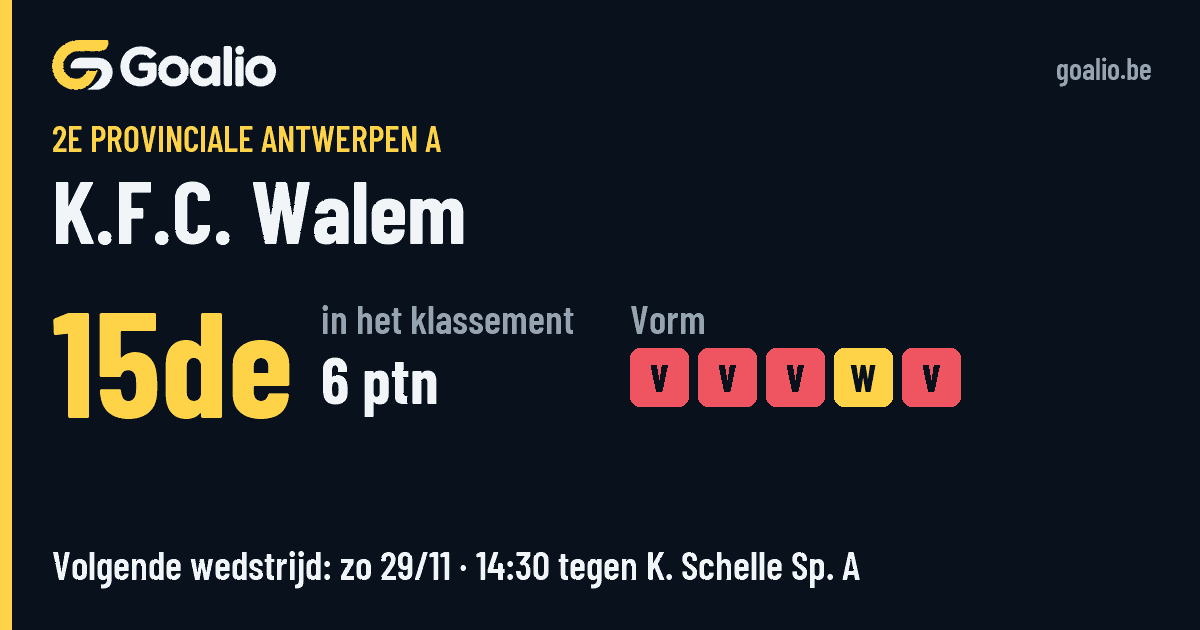 Goalio
goalio.be
2E PROVINCIALE ANTWERPEN A
K.F.C. Walem
15de
in het klassement
6 ptn
Vorm
V V V W V
Volgende wedstrijd: zo 29/11 · 14:30 tegen K. Schelle Sp. A